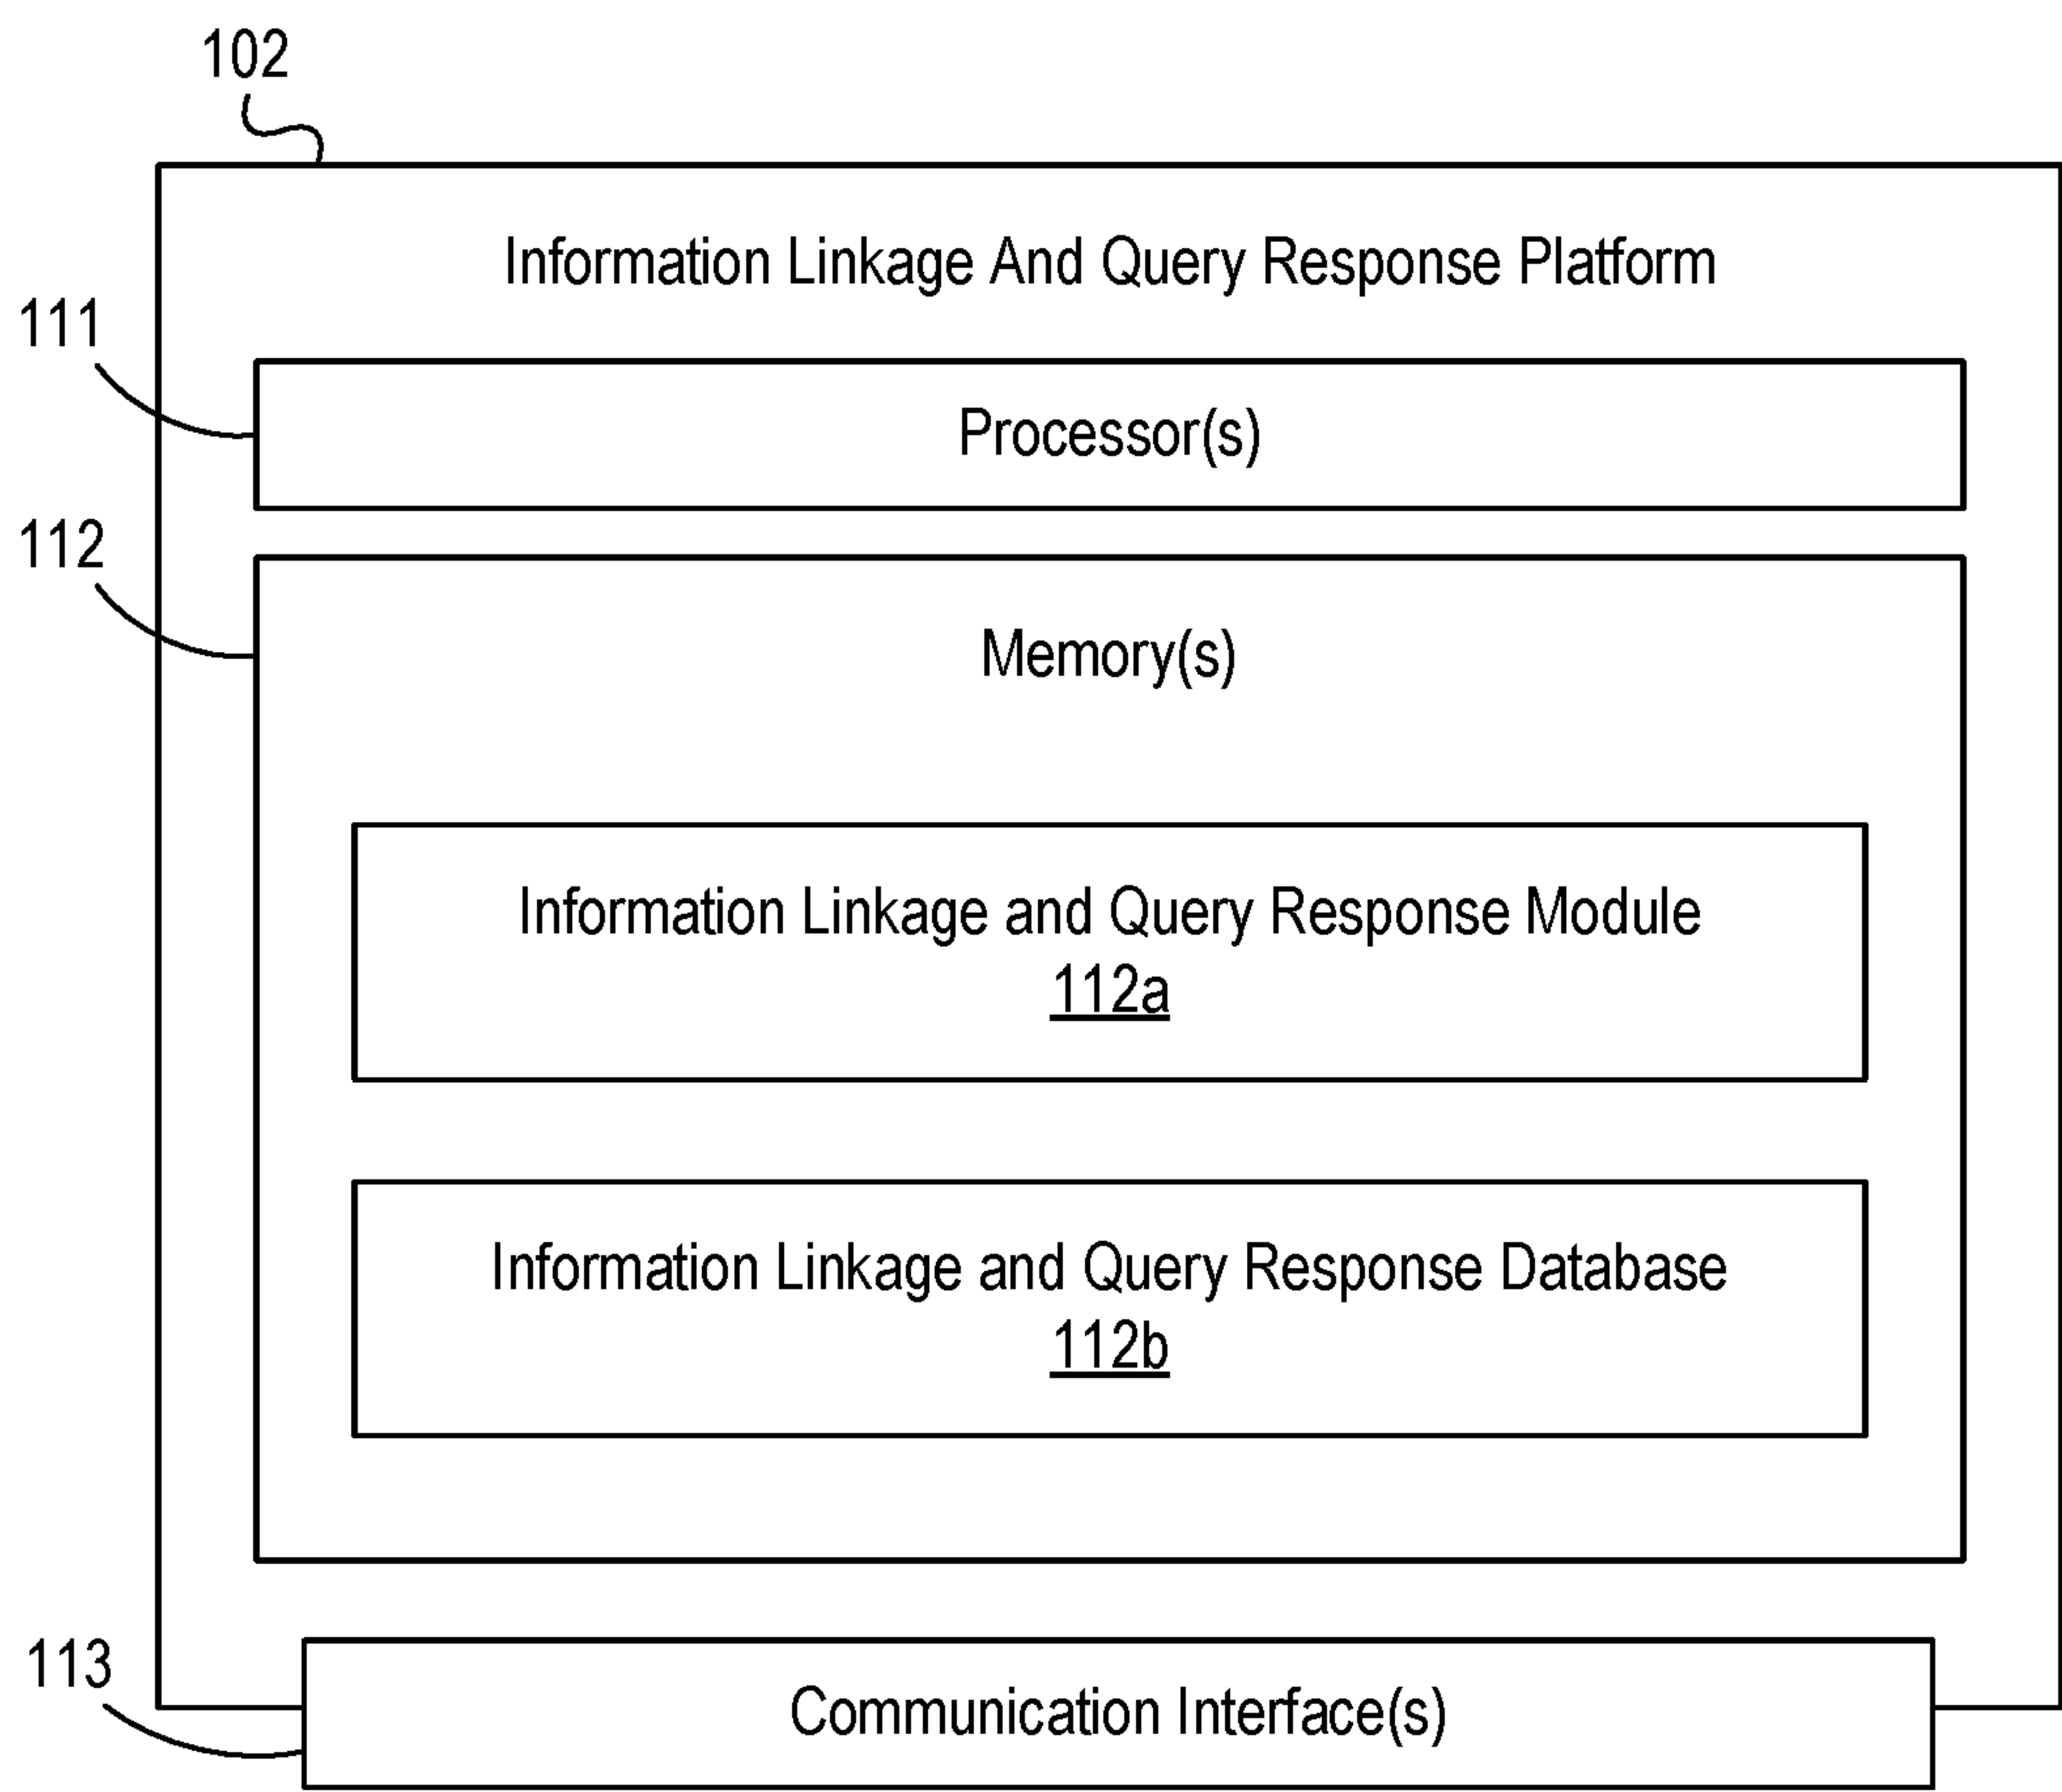 102
Information Linkage And Query Response Platform
111
Processor(s)
112
Memory(s)
Information Linkage and Query Response Module
112a
Information Linkage and Query Response Database
112b
113
Communication Interface(s)